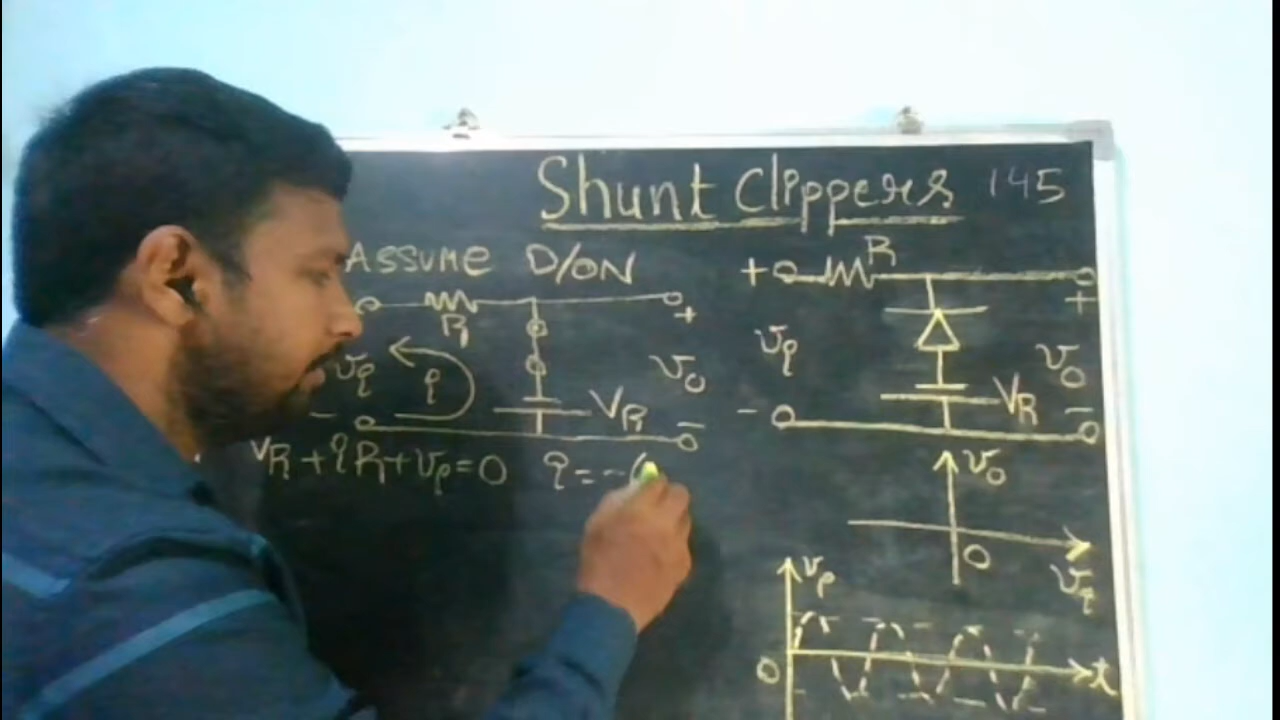 Shunt Clippers 145
Assume D/ON
R
+
vi
i
VR
vo
-
VR + iR + vi = 0 i = -(
+ R
+
vi
VR
vo
-
-
vo
0
vi
vi
0
t